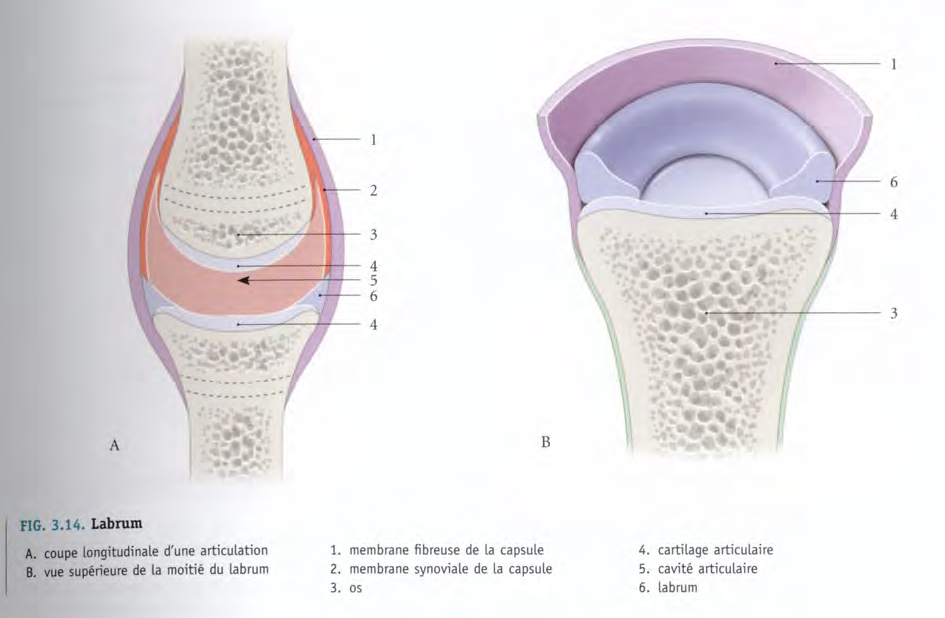 1
2
3
4
5
6
4
A
1
6
4
3
B
FIG. 3.14. Labrum
A. coupe longitudinale d'une articulation
B. vue supérieure de la moitié du labrum
1. membrane fibreuse de la capsule
2. membrane synoviale de la capsule
3. os
4. cartilage articulaire
5. cavité articulaire
6. labrum